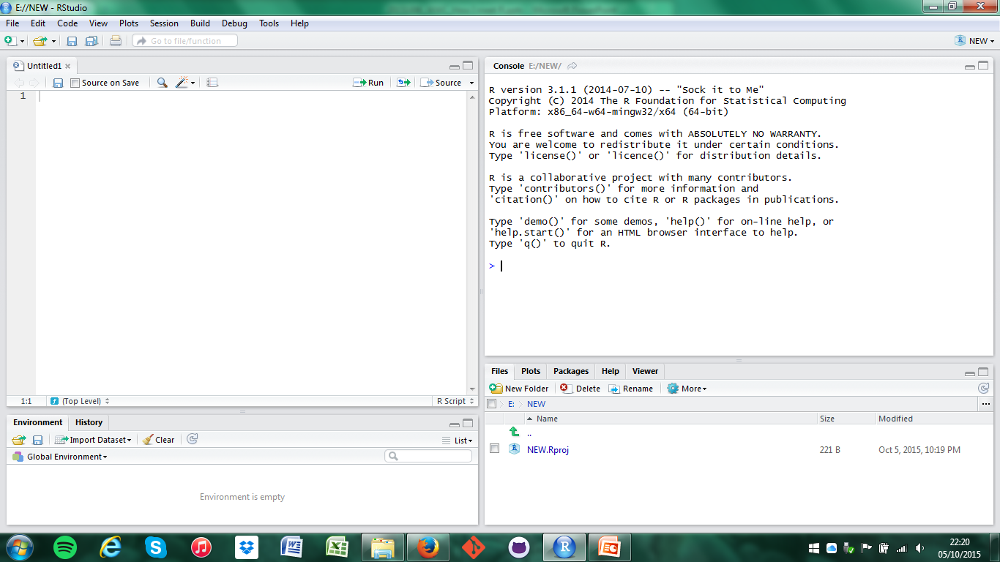 E://NEW - RStudio
File Edit Code View Plots Session Build Debug Tools Help
Go to file/function
NEW
Untitled1
Source on Save
Run
Source
1
1:1
(Top Level)
R Script
Environment History
Import Dataset
Clear
List
Global Environment
Environment is empty
Console E:/NEW/
R version 3.1.1 (2014-07-10) -- "Sock it to Me"
Copyright (C) 2014 The R Foundation for Statistical Computing
Platform: x86_64-w64-mingw32/x64 (64-bit)
R is free software and comes with ABSOLUTELY NO WARRANTY.
You are welcome to redistribute it under certain conditions.
Type 'license()' or 'licence()' for distribution details.
R is a collaborative project with many contributors.
Type 'contributors()' for more information and
'citation()' on how to cite R or R packages in publications.
Type 'demo()' for some demos, 'help()' for on-line help, or
'help.start()' for an HTML browser interface to help.
Type 'q()' to quit R.
>
Files Plots Packages Help Viewer
New Folder Delete Rename More
E: NEW
...
Name Size Modified
..
NEW.Rproj 221 B Oct 5, 2015, 10:19 PM
22:20
05/10/2015